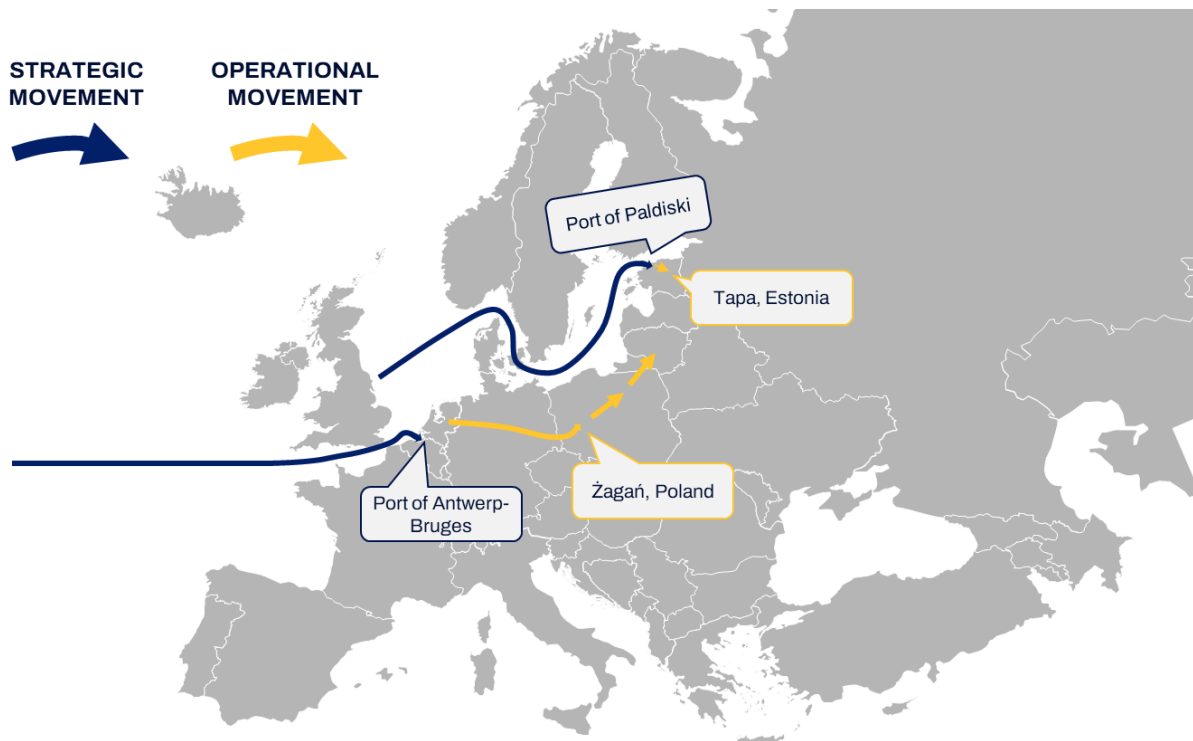 STRATEGIC
MOVEMENT
OPERATIONAL
MOVEMENT
Port of Paldiski
Tapa, Estonia
Żagań, Poland
Port of Antwerp-
Bruges